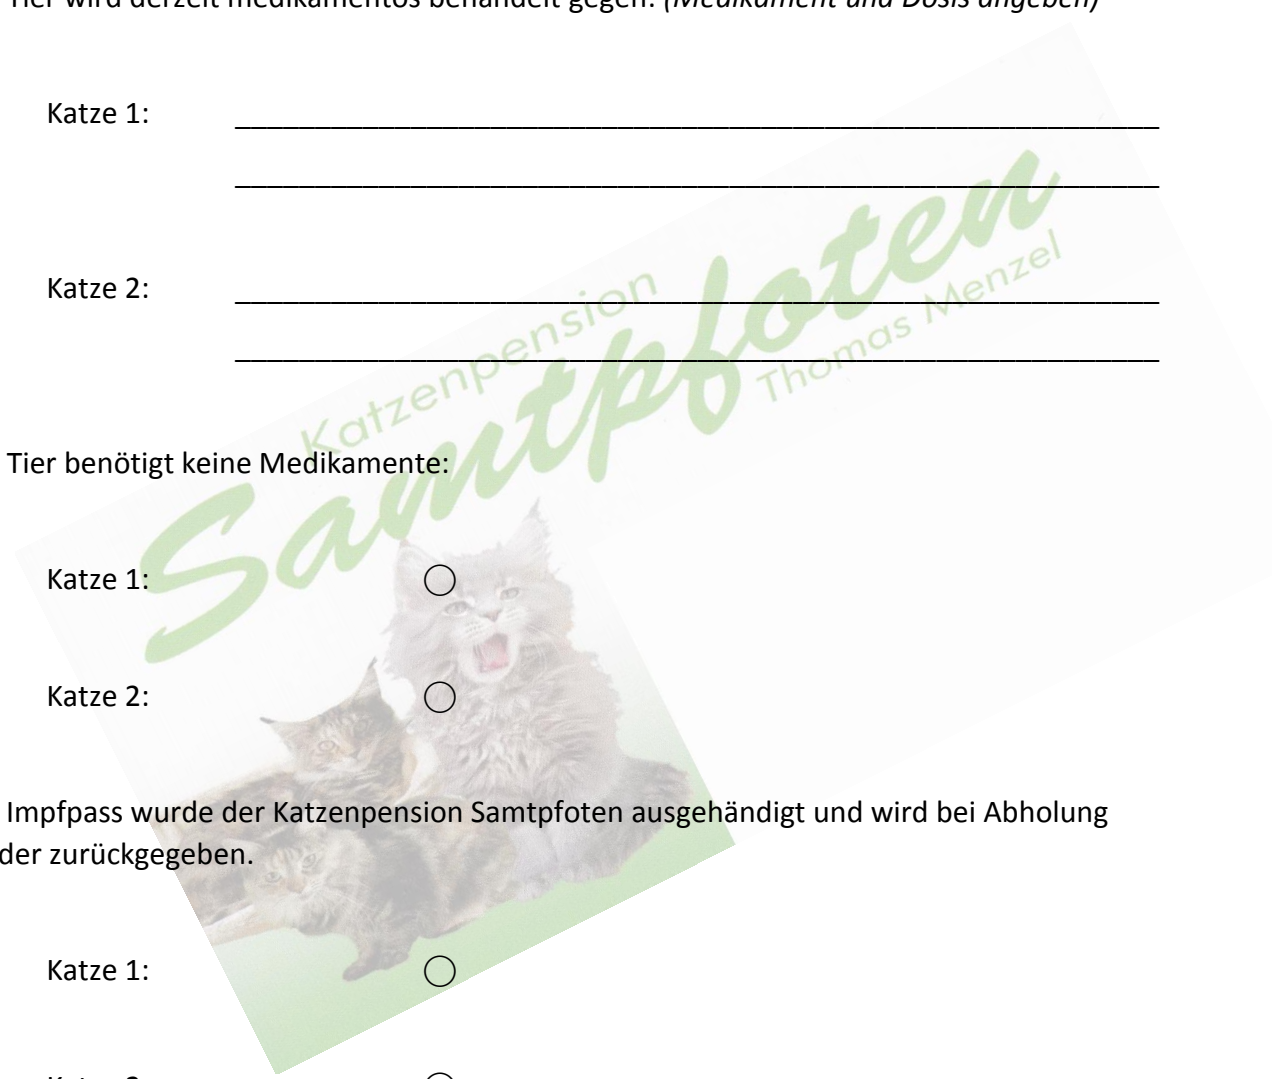 Tier wird derzeit medikamentös behandelt gegen: (Medikament und Dosis angeben)
Katze 1:
Katze 2:
Katzenpension
Samtpfoten
Thomas Menzel
Tier benötigt keine Medikamente:
Katze 1:
Katze 2:
Impfpass wurde der Katzenpension Samtpfoten ausgehändigt und wird bei Abholung
der zurückgegeben.
Katze 1:
Katze 2: